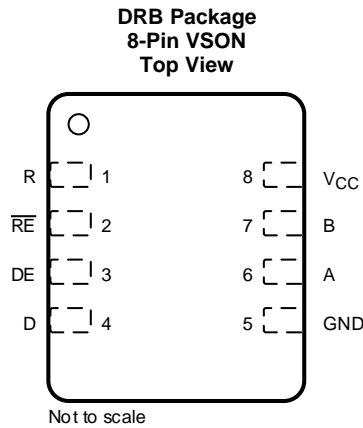 DRB Package
8-Pin VSON
Top View
R 1 8 VCC
RE 2 7 B
DE 3 6 A
D 4 5 GND
Not to scale